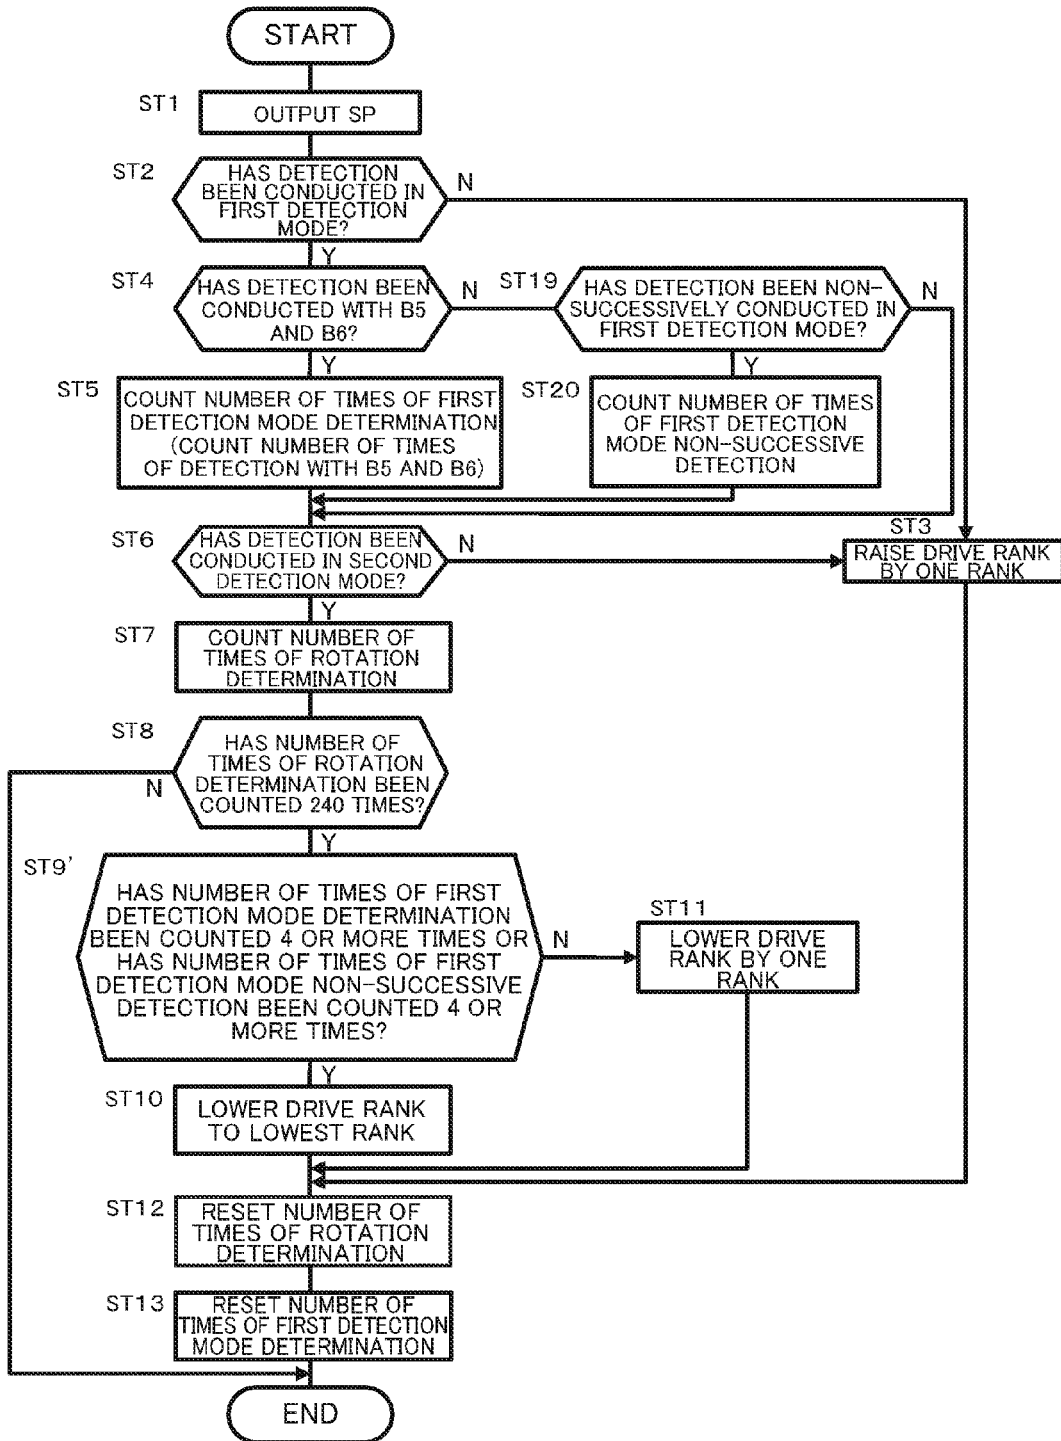 START
ST1
OUTPUT SP
ST2
HAS DETECTION
BEEN CONDUCTED IN
FIRST DETECTION
MODE?
N
Y
ST4
HAS DETECTION BEEN
CONDUCTED WITH B5
AND B6?
N
Y
ST19
HAS DETECTION BEEN NON-
SUCCESSIVELY CONDUCTED IN
FIRST DETECTION MODE?
N
Y
ST5
COUNT NUMBER OF TIMES OF FIRST
DETECTION MODE DETERMINATION
(COUNT NUMBER OF TIMES
OF DETECTION WITH B5 AND B6)
ST20
COUNT NUMBER OF TIMES
OF FIRST DETECTION
MODE NON-SUCCESSIVE
DETECTION
ST6
HAS DETECTION BEEN
CONDUCTED IN SECOND
DETECTION MODE?
N
Y
ST3
RAISE DRIVE RANK
BY ONE RANK
ST7
COUNT NUMBER OF
TIMES OF ROTATION
DETERMINATION
ST8
HAS NUMBER OF
TIMES OF ROTATION
DETERMINATION BEEN
COUNTED 240 TIMES?
N
Y
ST9'
HAS NUMBER OF TIMES OF FIRST
DETECTION MODE DETERMINATION
BEEN COUNTED 4 OR MORE TIMES OR
HAS NUMBER OF TIMES OF FIRST
DETECTION MODE NON-SUCCESSIVE
DETECTION BEEN COUNTED 4 OR
MORE TIMES?
N
Y
ST11
LOWER DRIVE
RANK BY ONE
RANK
ST10
LOWER DRIVE RANK
TO LOWEST RANK
ST12
RESET NUMBER OF
TIMES OF ROTATION
DETERMINATION
ST13
RESET NUMBER OF
TIMES OF FIRST DETECTION
MODE DETERMINATION
END